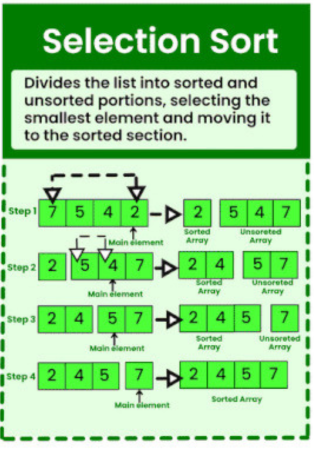 Selection Sort
Divides the list into sorted and
unsorted portions, selecting the
smallest element and moving it
to the sorted section.
Step 1 7 5 4 2 2 5 4 7
Main element Sorted Array Unsoreted Array
Step 2 2 5 4 7 2 4 5 7
Main element Sorted Array Unsoreted Array
Step 3 2 4 5 7 2 4 5 7
Main element Sorted Array Unsoreted Array
Step 4 2 4 5 7 2 4 5 7
Main element Sorted Array